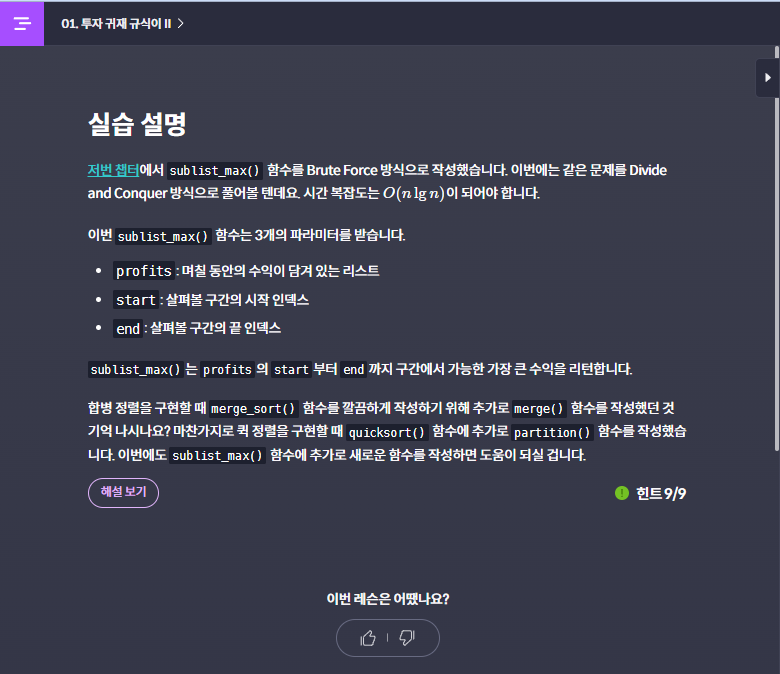 01. 투자 귀재 규식이 II >
실습 설명
저번 챕터에서 sublist_max() 함수를 Brute Force 방식으로 작성했습니다. 이번에는 같은 문제를 Divide
and Conquer 방식으로 풀어볼 텐데요. 시간 복잡도는 O(n lg n)이 되어야 합니다.
이번 sublist_max() 함수는 3개의 파라미터를 받습니다.
• profits : 며칠 동안의 수익이 담겨 있는 리스트
• start : 살펴볼 구간의 시작 인덱스
• end : 살펴볼 구간의 끝 인덱스
sublist_max() 는 profits 의 start 부터 end 까지 구간에서 가능한 가장 큰 수익을 리턴합니다.
합병 정렬을 구현할 때 merge_sort() 함수를 깔끔하게 작성하기 위해 추가로 merge() 함수를 작성했던 것
기억 나시나요? 마찬가지로 퀵 정렬을 구현할 때 quicksort() 함수에 추가로 partition() 함수를 작성했습
니다. 이번에도 sublist_max() 함수에 추가로 새로운 함수를 작성하면 도움이 되실 겁니다.
해설 보기
힌트 9/9
이번 레슨은 어땠나요?